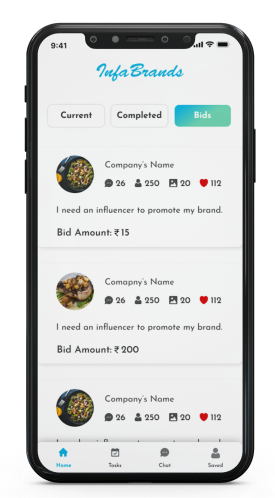 9:41
InfaBrands
Current Completed Bids
Company's Name
26 250 20 112
I need an influencer to promote my brand.
Bid Amount: ₹15
Comapny's Name
26 250 20 112
I need an influencer to promote my brand.
Bid Amount: ₹200
Company's Name
26 250 20 112
Home Tasks Chat Saved